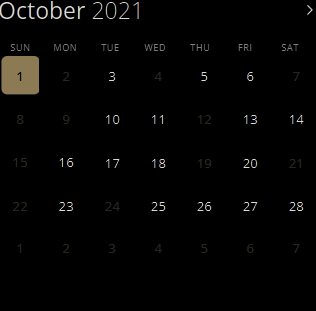 October 2021 >
SUN MON TUE WED THU FRI SAT
1 2 3 4 5 6 7
8 9 10 11 12 13 14
15 16 17 18 19 20 21
22 23 24 25 26 27 28
1 2 3 4 5 6 7